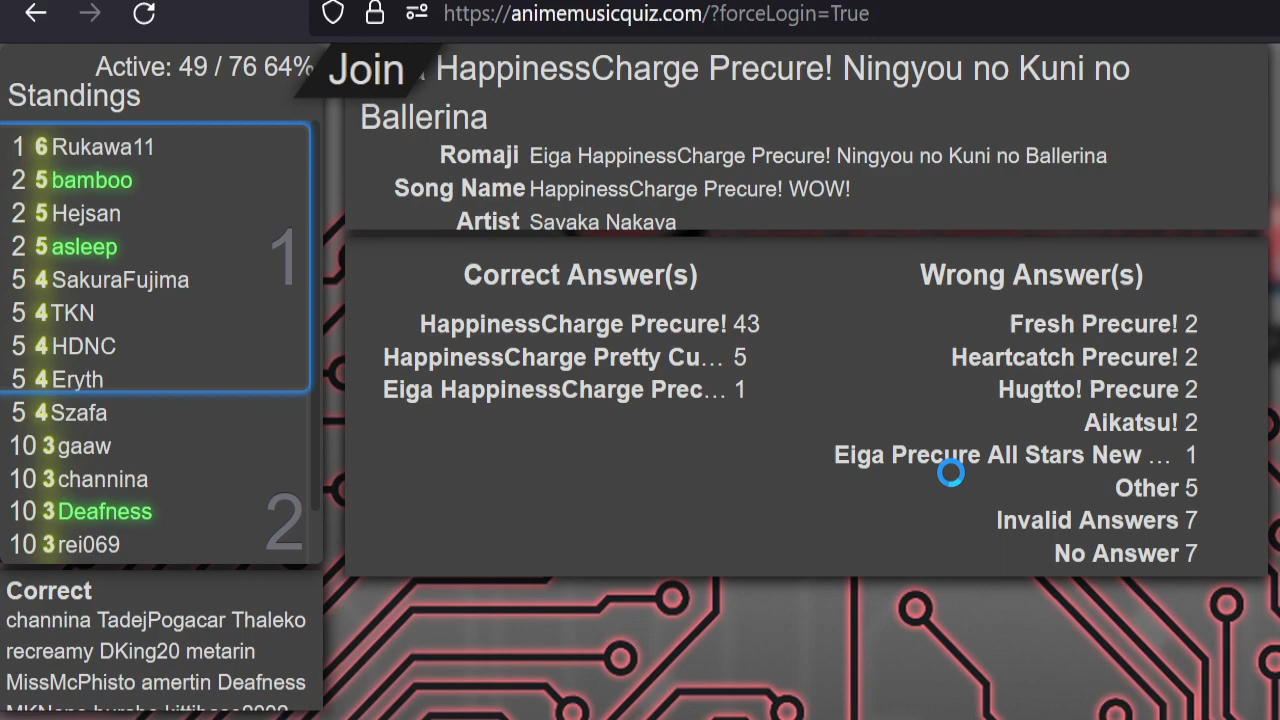 https://animemusicquiz.com/?forceLogin=True
Active: 49 / 76 64%
Standings
1 6 Rukawa11
2 5 bamboo
2 5 Hejsan
2 5 asleep
5 4 SakuraFujima
5 4 TKN
5 4 HDNC
5 4 Eryth
5 4 Szafa
10 3 gaaw
10 3 channina
10 3 Deafness
10 3 rei069
1
2
Correct
channina TadejPogacar Thaleko
recreamy DKing20 metarin
MissMcPhisto amertin Deafness
Join
HappinessCharge Precure! Ningyou no Kuni no
Ballerina
Romaji Eiga HappinessCharge Precure! Ningyou no Kuni no Ballerina
Song Name HappinessCharge Precure! WOW!
Artist Sayaka Nakaya
Correct Answer(s)
HappinessCharge Precure! 43
HappinessCharge Pretty Cu… 5
Eiga HappinessCharge Prec… 1
Wrong Answer(s)
Fresh Precure! 2
Heartcatch Precure! 2
Hugtto! Precure 2
Aikatsu! 2
Eiga Precure All Stars New … 1
Other 5
Invalid Answers 7
No Answer 7